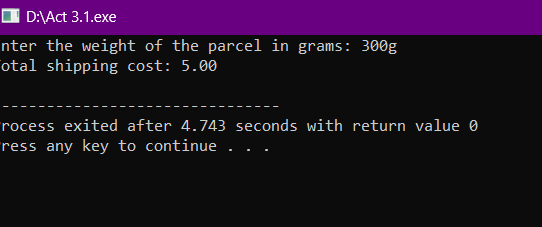 D:\Act 3.1.exe
nter the weight of the parcel in grams: 300g
otal shipping cost: 5.00
-------------------------------
rocess exited after 4.743 seconds with return value 0
ress any key to continue . . .